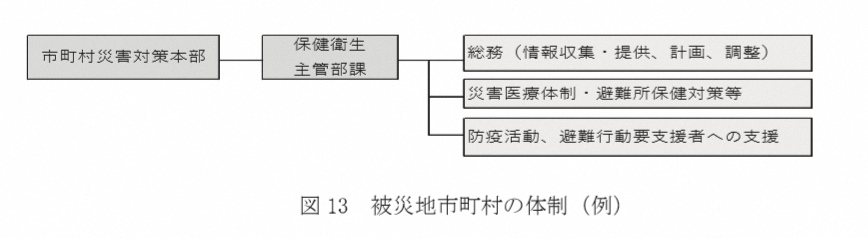 市町村災害対策本部
保健衛生
主管部課
総務（情報収集・提供、計画、調整）
災害医療体制・避難所保健対策等
防疫活動、避難行動要支援者への支援
図 13　被災地市町村の体制（例）